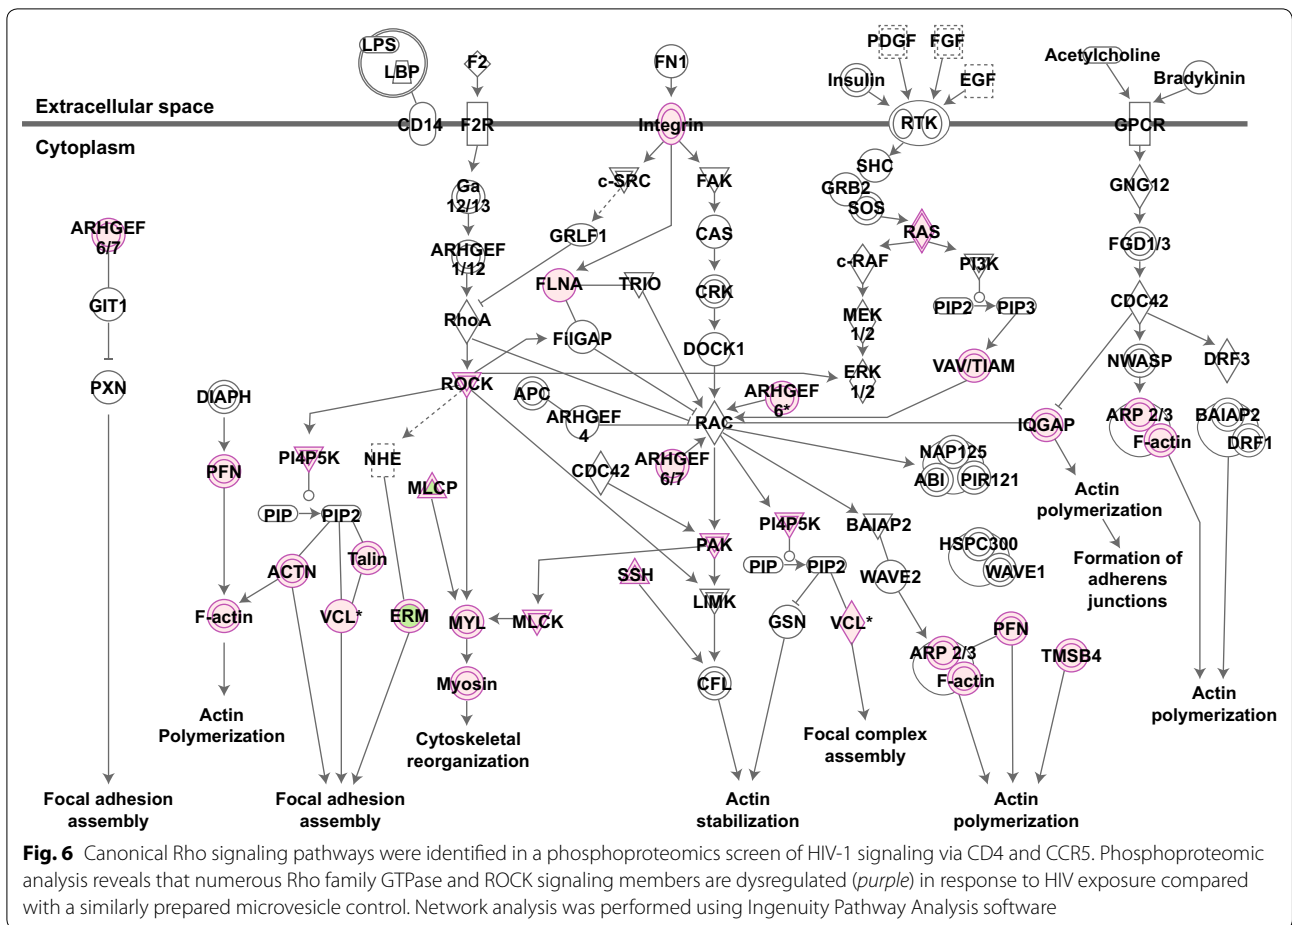 LPS
LBP
F2
FN1
PDGF
FGF
Insulin
EGF
Acetylcholine
Bradykinin
Extracellular space
CD14
F2R
Integrin
RTK
GPCR
Cytoplasm
SHC
c-SRC
FAK
GRB2
SOS
GNG12
Ga
12/13
ARHGEF
6/7
GRLF1
CAS
RAS
FGD1/3
ARHGEF
1/12
c-RAF
PI3K
FLNA
TRIO
CRK
GIT1
PIP2
PIP3
CDC42
RhoA
MEK
1/2
FilGAP
DOCK1
NWASP
DRF3
VAV/TIAM
PXN
ROCK
ERK
1/2
DIAPH
APC
ARHGEF
6*
ARHGEF
4
RAC
IQGAP
ARP 2/3
F-actin
BAIAP2
DRF1
PFN
PI4P5K
NHE
CDC42
ARHGEF
6/7
NAP125
ABI
PIR121
MLCP
Actin
polymerization
PIP
PIP2
PI4P5K
BAIAP2
PAK
HSPC300
WAVE1
Formation of
adherens
junctions
ACTN
Talin
SSH
PIP
PIP2
WAVE2
LIMK
F-actin
VCL*
ERM
MYL
MLCK
GSN
VCL*
PFN
ARP 2/3
F-actin
TMSB4
Myosin
CFL
Actin
Polymerization
Cytoskeletal
reorganization
Focal complex
assembly
Actin
polymerization
Focal adhesion
assembly
Focal adhesion
assembly
Actin
stabilization
Actin
polymerization
Fig. 6 Canonical Rho signaling pathways were identified in a phosphoproteomics screen of HIV-1 signaling via CD4 and CCR5. Phosphoproteomic
analysis reveals that numerous Rho family GTPase and ROCK signaling members are dysregulated (purple) in response to HIV exposure compared
with a similarly prepared microvesicle control. Network analysis was performed using Ingenuity Pathway Analysis software